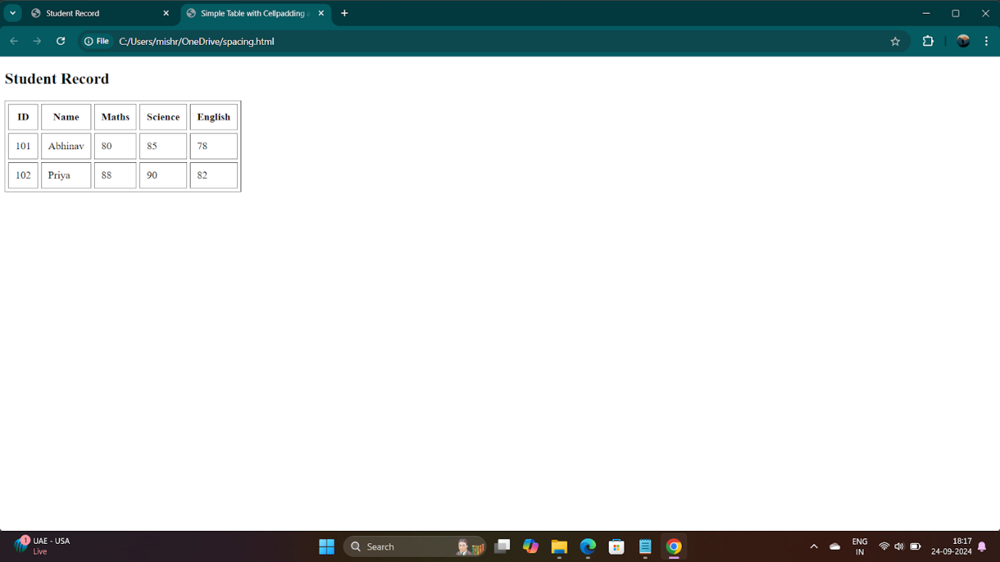 Student Record
Simple Table with Cellpadding
File C:/Users/mishr/OneDrive/spacing.html
Student Record
ID Name Maths Science English
101 Abhinav 80 85 78
102 Priya 88 90 82
1 UAE - USA
Live
Search
ENG
IN
18:17
24-09-2024